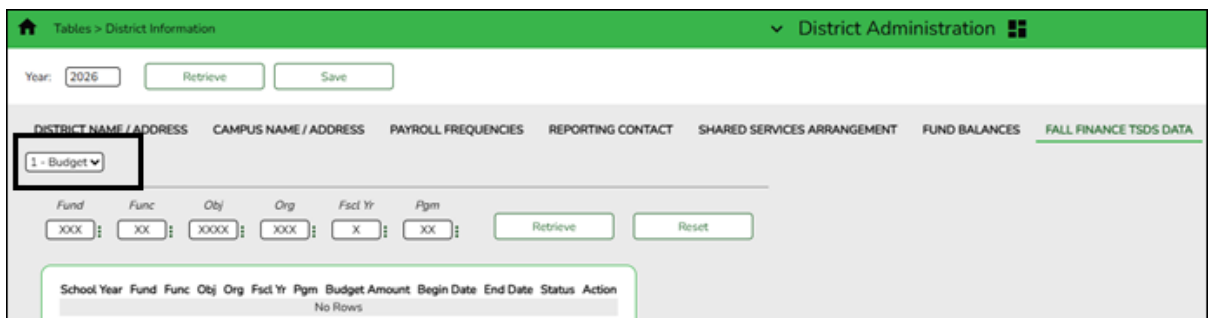 Tables > District Information District Administration
Year: 2026 Retrieve Save
DISTRICT NAME / ADDRESS CAMPUS NAME / ADDRESS PAYROLL FREQUENCIES REPORTING CONTACT SHARED SERVICES ARRANGEMENT FUND BALANCES FALL FINANCE TSDS DATA
1 - Budget
Fund Func Obj Org Fscl Yr Pgm
XXX XX XXXX XXX X XX Retrieve Reset
School Year Fund Func Obj Org Fscl Yr Pgm Budget Amount Begin Date End Date Status Action
No Rows